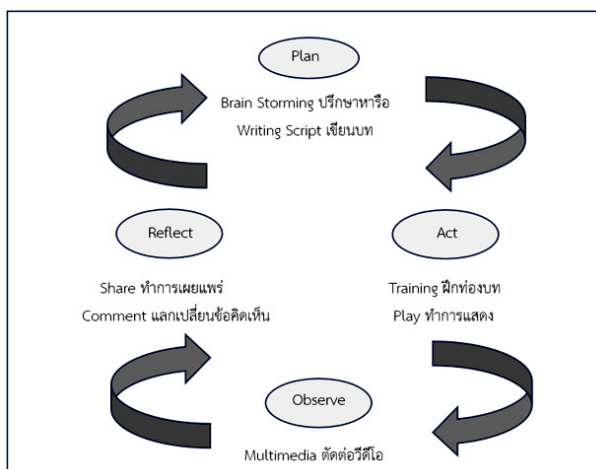 Plan
Brain Storming ปรึกษาหารือ
Writing Script เขียนบท
Reflect
Act
Share ทำการเผยแพร่
Comment แลกเปลี่ยนข้อคิดเห็น
Training ฝึกท่องบท
Play ทำการแสดง
Observe
Multimedia ตัดต่อวีดีโอ